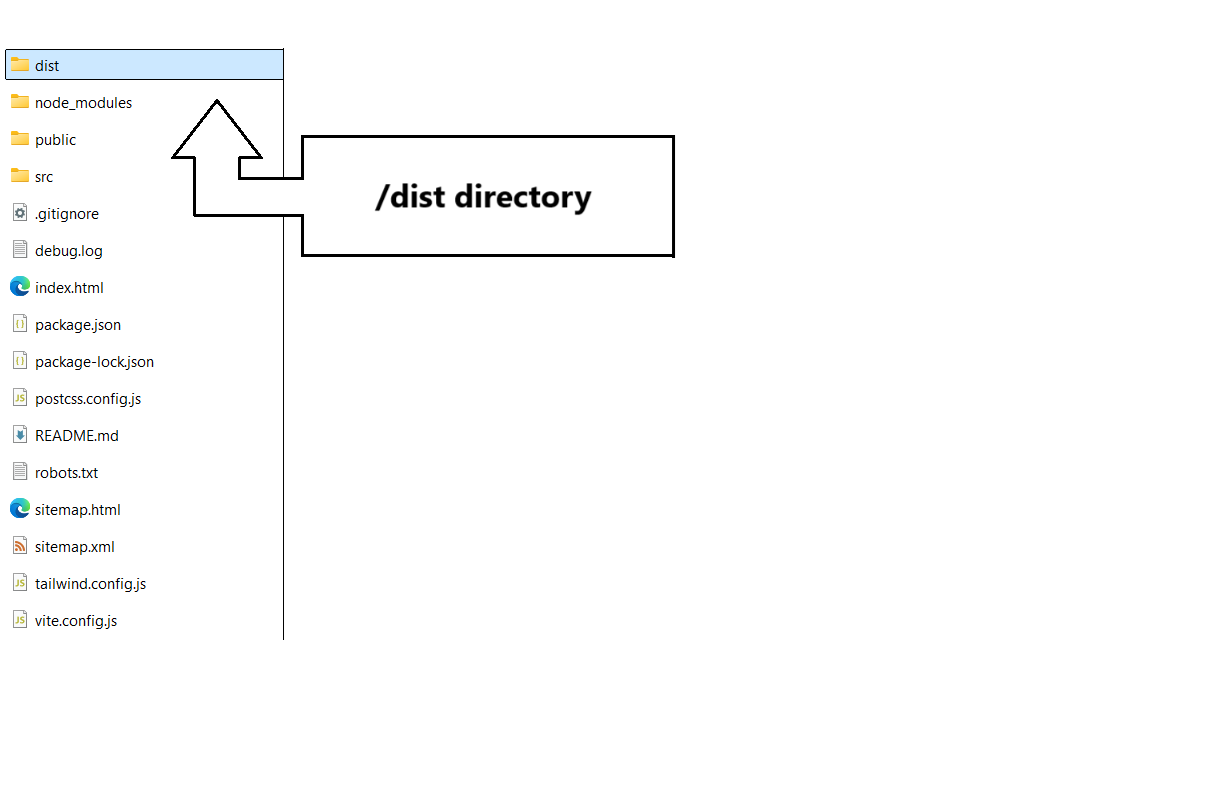 dist
node_modules
public
/dist directory
src
.gitignore
debug.log
index.html
package.json
package-lock.json
postcss.config.js
README.md
robots.txt
sitemap.html
sitemap.xml
tailwind.config.js
vite.config.js